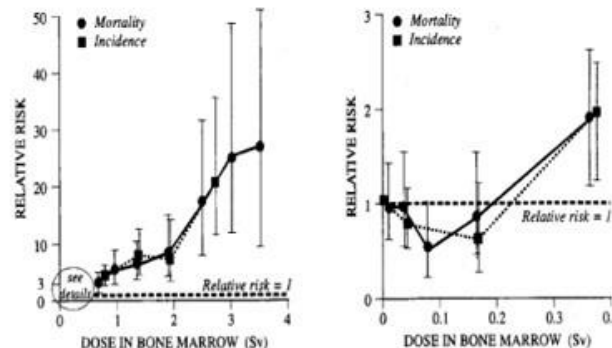 50
40
30
20
10
3
0
RELATIVE RISK
Mortality
Incidence
see
details
Relative risk = 1
0
1
2
3
4
DOSE IN BONE MARROW (Sv)
3
2
1
0
RELATIVE RISK
Mortality
Incidence
Relative risk = 1
0
0.1
0.2
0.3
DOSE IN BONE MARROW (Sv)